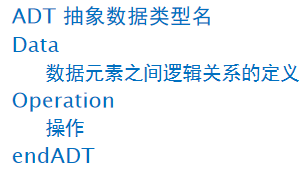 ADT 抽象数据类型名
Data
数据元素之间逻辑关系的定义
Operation
操作
endADT